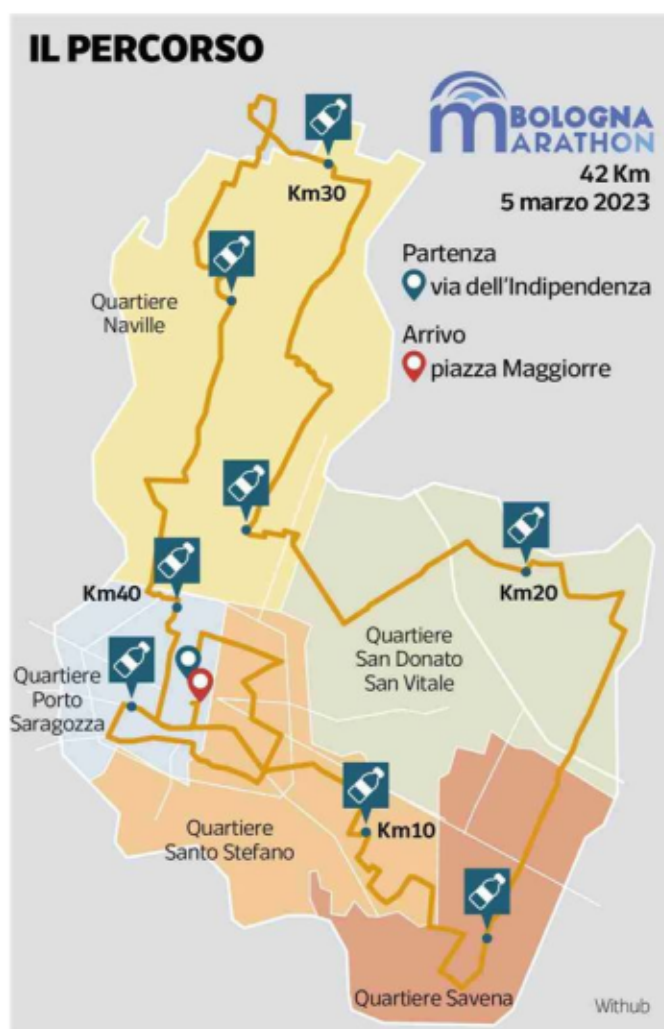 IL PERCORSO
BOLOGNA
MARATHON
42 Km
5 marzo 2023
Partenza
via dell'Indipendenza
Arrivo
piazza Maggiorre
Km30
Quartiere
Naville
Km40
Km20
Quartiere
San Donato
San Vitale
Quartiere
Porto
Saragozza
Km10
Quartiere
Santo Stefano
Quartiere Savena
Withub